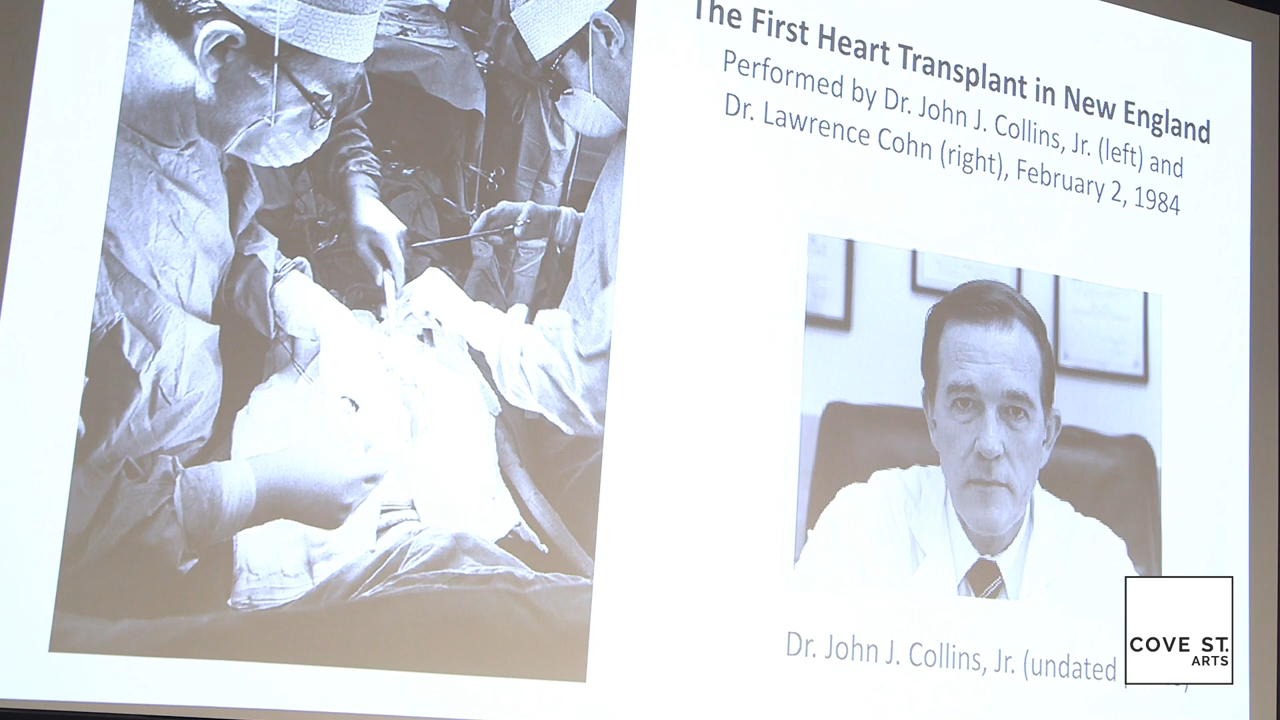 The First Heart Transplant in New England
Performed by Dr. John J. Collins, Jr. (left) and
Dr. Lawrence Cohn (right), February 2, 1984
Dr. John J. Collins, Jr. (undated
COVE ST.
ARTS